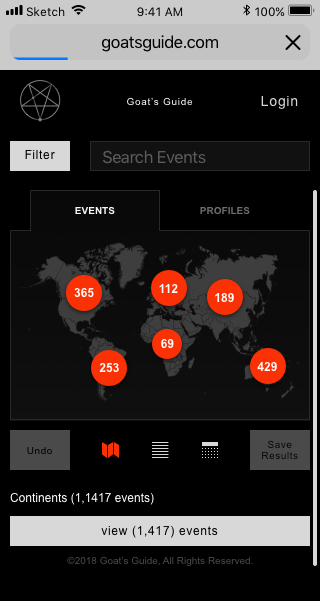 Sketch 9:41 AM 100%
goatsguide.com
Goat's Guide Login
Filter Search Events
EVENTS PROFILES
365
112
189
69
253
429
Undo Save
Results
Continents (1,1417 events)
view (1,417) events
©2018 Goat's Guide, All Rights Reserved.